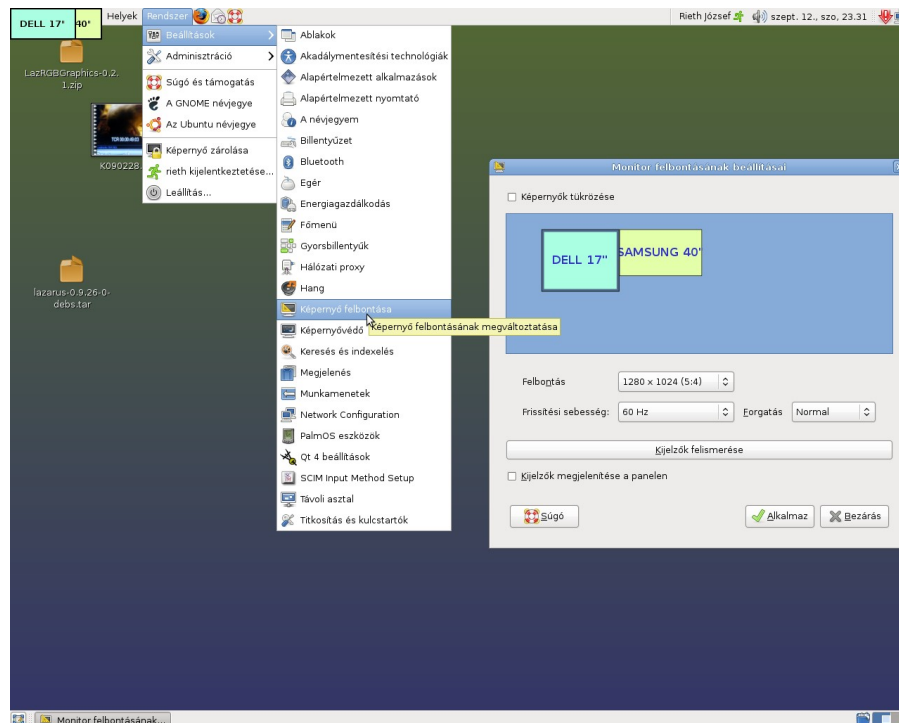 DELL 17"
40"
Helyek
Rendszer
Rieth József
szept. 12., szo, 23.31
LazRGBGraphics-0.2.
1.zip
K090228.
lazarus-0.9.26-0-
debs.tar
Beállítások
Adminisztráció
Súgó és támogatás
A GNOME névjegye
Az Ubuntu névjegye
Képernyő zárolása
rieth kijelentkeztetése...
Leállítás...
Ablakok
Akadálymentesítési technológiák
Alapértelmezett alkalmazások
Alapértelmezett nyomtató
A névjegyem
Billentyűzet
Bluetooth
Egér
Energiagazdálkodás
Főmenü
Gyorsbillentyűk
Hálózati proxy
Hang
Képernyő felbontása
Képernyővédő
Keresés és indexelés
Megjelenés
Munkamenetek
Network Configuration
PalmOS eszközök
Qt 4 beállítások
SCIM Input Method Setup
Távoli asztal
Titkosítás és kulcstartók
Képernyő felbontásának megváltoztatása
Monitor felbontásának beállításai
Képernyők tükrözése
DELL 17"
SAMSUNG 40"
Felbontás
1280 x 1024 (5:4)
Frissítési sebesség:
60 Hz
Forgatás
Normal
Kijelzők felismerése
Kijelzők megjelenítése a panelen
Súgó
Alkalmaz
Bezárás
Monitor felbontásának...